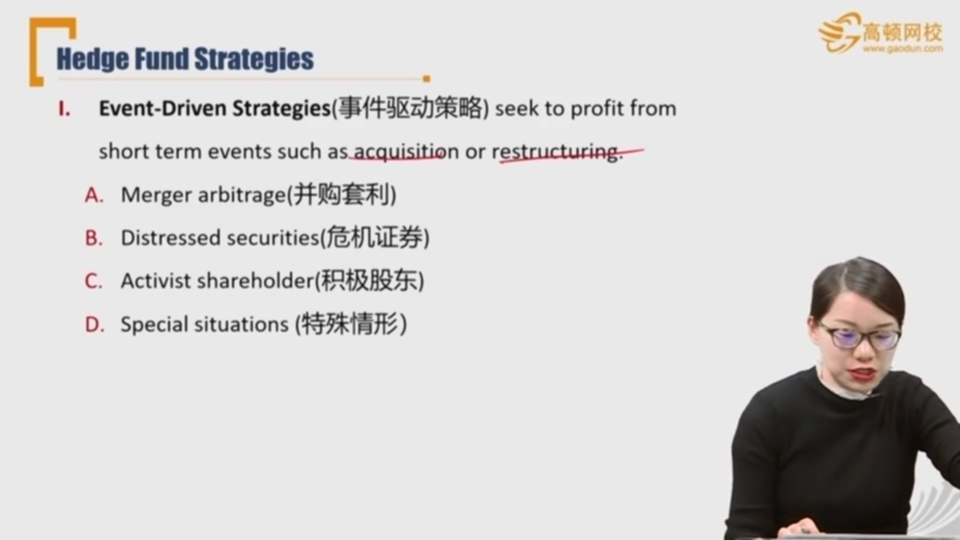 Hedge Fund Strategies
高顿网校
www.gaodun.com
I. Event-Driven Strategies(事件驱动策略) seek to profit from
short term events such as acquisition or restructuring.
A. Merger arbitrage(并购套利)
B. Distressed securities(危机证券)
C. Activist shareholder(积极股东)
D. Special situations (特殊情形)